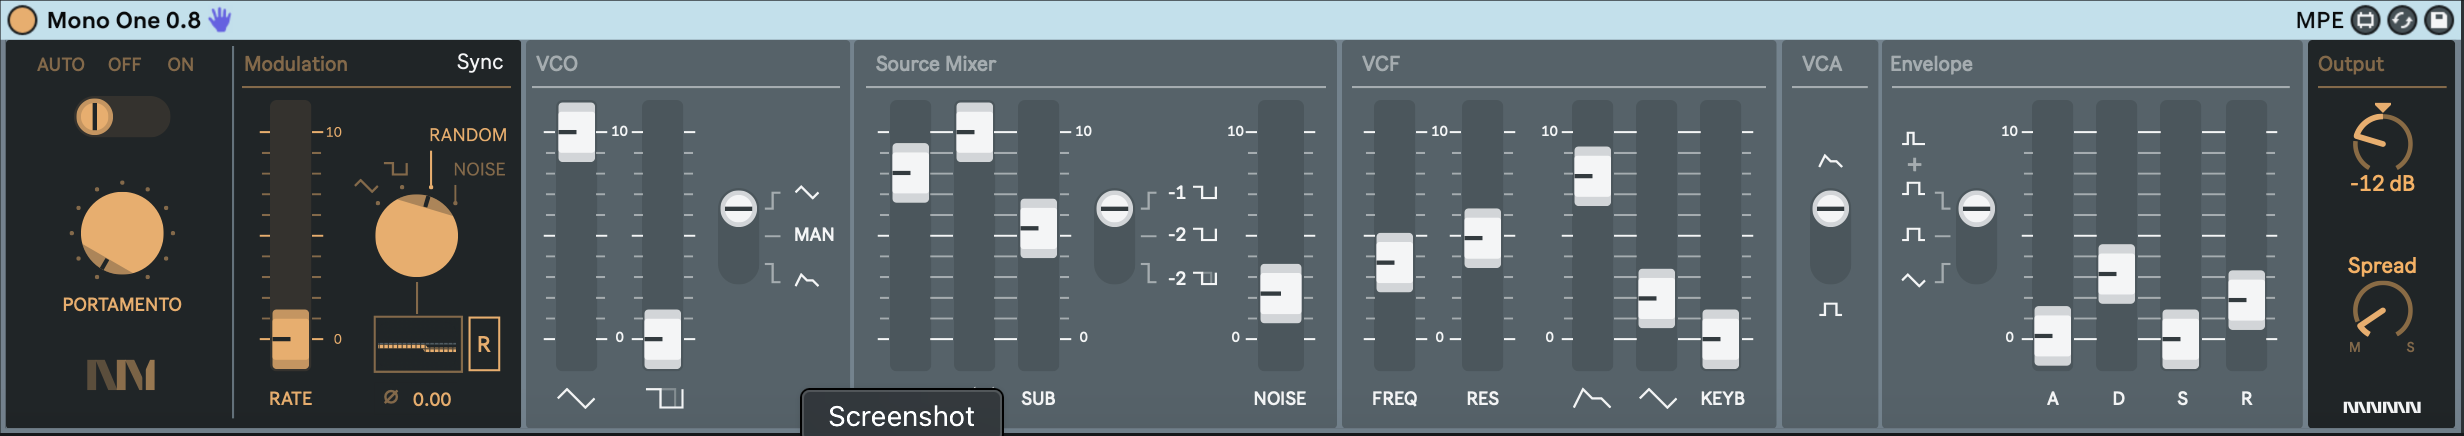 Mono One 0.8
MPE
AUTO OFF ON
PORTAMENTO
Modulation Sync
10
0
RATE
RANDOM
NOISE
R
Ø 0.00
VCO
10
0
MAN
Source Mixer
10
0
SUB
-1
-2
-2
10
0
NOISE
Screenshot
VCF
10
0
10
0
FREQ RES KEYB
VCA
Envelope
+
10
0
A D S R
Output
-12 dB
Spread
M S